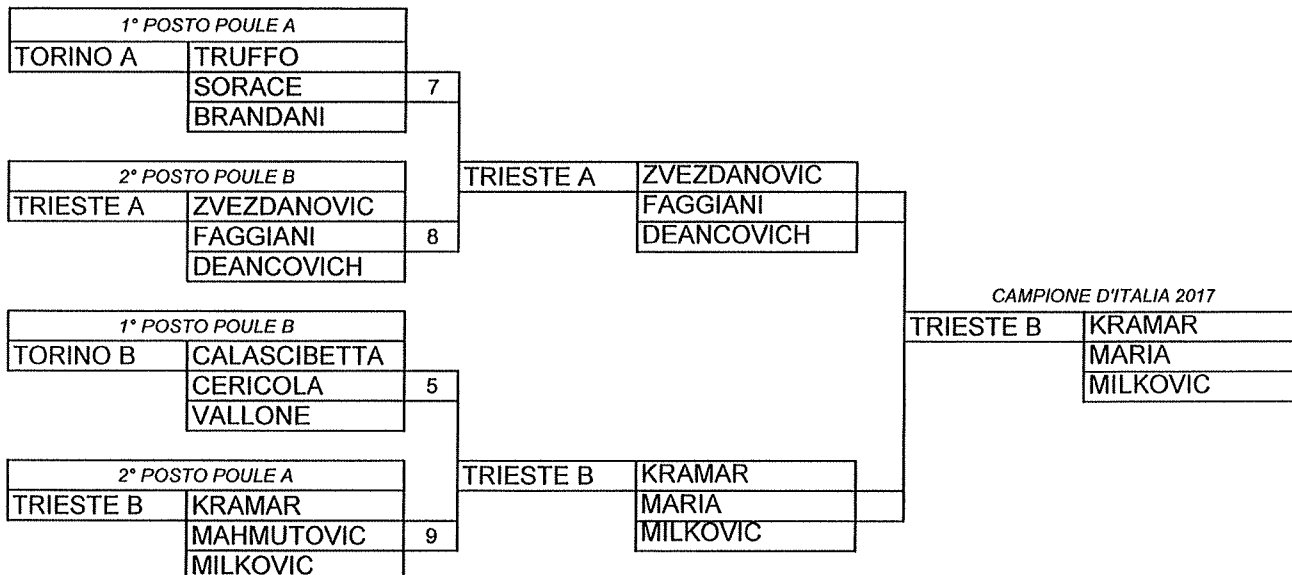 1° POSTO POULE A
TORINO A TRUFFO
SORACE 7
BRANDANI
2° POSTO POULE B
TRIESTE A ZVEZDANOVIC
FAGGIANI 8
DEANCOVICH
1° POSTO POULE B
TORINO B CALASCIBETTA
CERICOLA 5
VALLONE
2° POSTO POULE A
TRIESTE B KRAMAR
MAHMUTOVIC 9
MILKOVIC
TRIESTE A ZVEZDANOVIC
FAGGIANI
DEANCOVICH
TRIESTE B KRAMAR
MARIA
MILKOVIC
CAMPIONE D'ITALIA 2017
TRIESTE B KRAMAR
MARIA
MILKOVIC